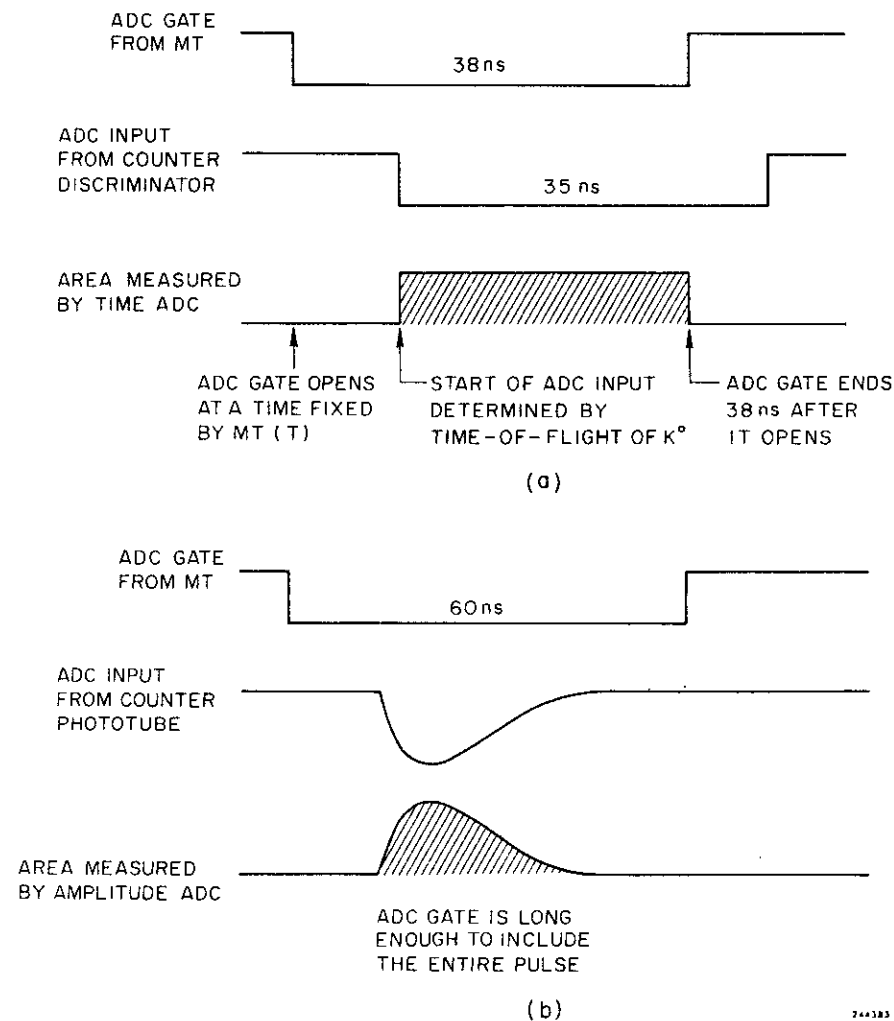 ADC GATE
FROM MT
38ns
ADC INPUT
FROM COUNTER
DISCRIMINATOR
35ns
AREA MEASURED
BY TIME ADC
ADC GATE OPENS
AT A TIME FIXED
BY MT (T)
START OF ADC INPUT
DETERMINED BY
TIME-OF-FLIGHT OF K°
ADC GATE ENDS
38ns AFTER
IT OPENS
(a)
ADC GATE
FROM MT
60ns
ADC INPUT
FROM COUNTER
PHOTOTUBE
AREA MEASURED
BY AMPLITUDE ADC
ADC GATE IS LONG
ENOUGH TO INCLUDE
THE ENTIRE PULSE
(b)